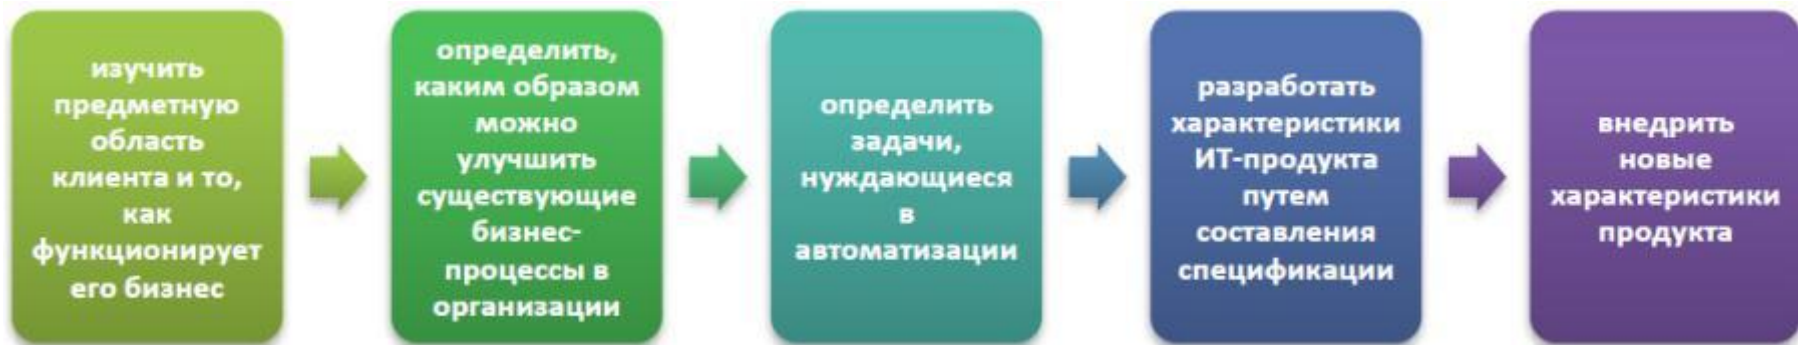 изучить
предметную
область
клиента и то,
как
функционирует
его бизнес
определить,
каким образом
можно
улучшить
существующие
бизнес-
процессы в
организации
определить
задачи,
нуждающиеся
в
автоматизации
разработать
характеристики
ИТ-продукта
путем
составления
спецификации
внедрить
новые
характеристики
продукта